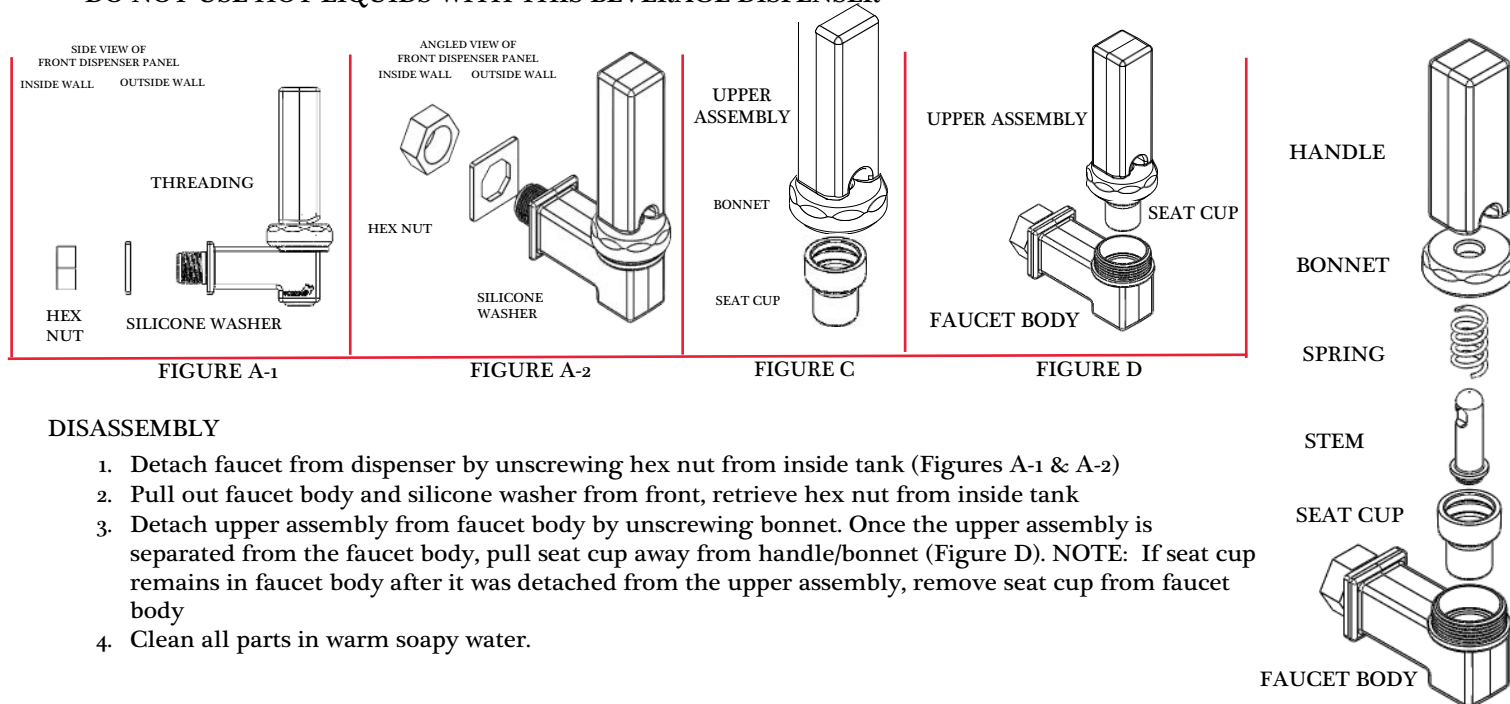 DO NOT USE HOT LIQUIDS WITH THIS BEVERAGE DISPENSER
SIDE VIEW OF
FRONT DISPENSER PANEL
INSIDE WALL OUTSIDE WALL
THREADING
HEX
NUT
SILICONE WASHER
FIGURE A-1
ANGLED VIEW OF
FRONT DISPENSER PANEL
INSIDE WALL OUTSIDE WALL
HEX NUT
SILICONE
WASHER
FIGURE A-2
UPPER
ASSEMBLY
BONNET
SEAT CUP
FIGURE C
UPPER ASSEMBLY
SEAT CUP
FAUCET BODY
FIGURE D
HANDLE
BONNET
SPRING
STEM
SEAT CUP
FAUCET BODY
DISASSEMBLY
1. Detach faucet from dispenser by unscrewing hex nut from inside tank (Figures A-1 & A-2)
2. Pull out faucet body and silicone washer from front, retrieve hex nut from inside tank
3. Detach upper assembly from faucet body by unscrewing bonnet. Once the upper assembly is
separated from the faucet body, pull seat cup away from handle/bonnet (Figure D). NOTE: If seat cup
remains in faucet body after it was detached from the upper assembly, remove seat cup from faucet
body
4. Clean all parts in warm soapy water.